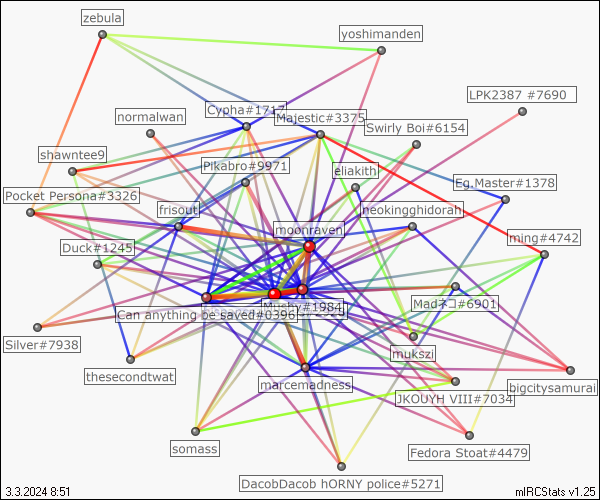 zebula
yoshimanden
LPK2387 #7690
normalwan
Cypha#1717
Majestic#3375
Swirly Boi#6154
shawntee9
Pikabro#9971
eliakith
Eg.Master#1378
Pocket Persona#3326
frisout
neokingghidorah
moonraven
Duck#1245
ming#4742
Madネコ#6901
Muchy#1984
Can anything be saved#0396
Silver#7938
mukszi
thesecondtwat
marcemadness
bigcitysamurai
JKOUYH VIII#7034
somass
Fedora Stoat#4479
DacobDacob hORNY police#5271
3.3.2024 8:51
mIRCStats v1.25